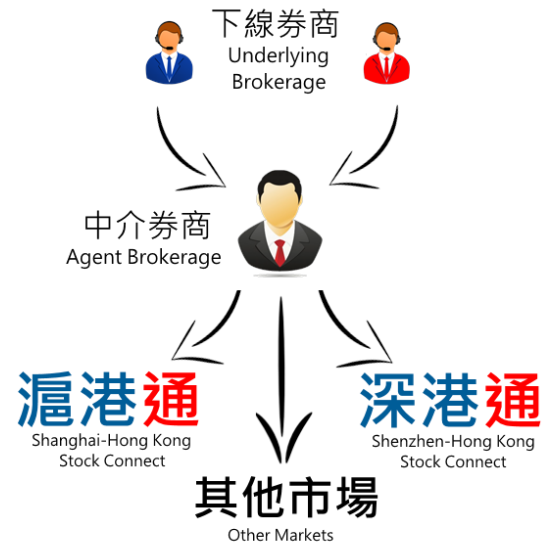 下線券商
Underlying
Brokerage
中介券商
Agent Brokerage
滬港通
Shanghai-Hong Kong
Stock Connect
深港通
Shenzhen-Hong Kong
Stock Connect
其他市場
Other Markets